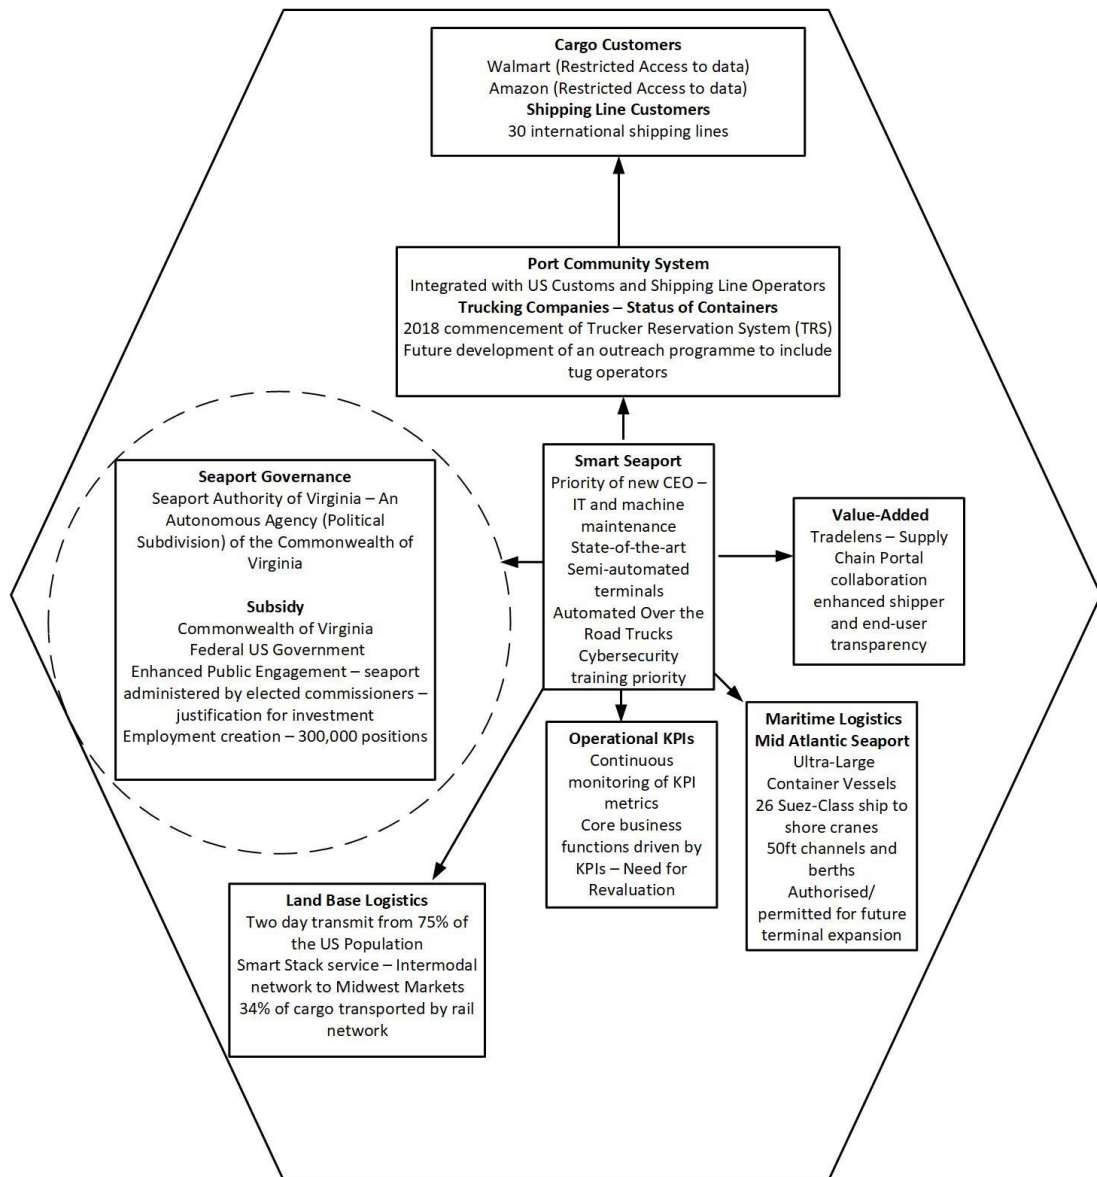 Cargo Customers
Walmart (Restricted Access to data)
Amazon (Restricted Access to data)
Shipping Line Customers
30 international shipping lines
Port Community System
Integrated with US Customs and Shipping Line Operators
Trucking Companies – Status of Containers
2018 commencement of Trucker Reservation System (TRS)
Future development of an outreach programme to include
tug operators
Seaport Governance
Seaport Authority of Virginia – An
Autonomous Agency (Political
Subdivision) of the Commonwealth of
Virginia
Subsidy
Commonwealth of Virginia
Federal US Government
Enhanced Public Engagement – seaport
administered by elected commissioners –
justification for investment
Employment creation – 300,000 positions
Smart Seaport
Priority of new CEO –
IT and machine
maintenance
State-of-the-art
Semi-automated
terminals
Automated Over the
Road Trucks
Cybersecurity
training priority
Value-Added
Tradelens – Supply
Chain Portal
collaboration
enhanced shipper
and end-user
transparency
Operational KPIs
Continuous
monitoring of KPI
metrics
Core business
functions driven by
KPIs – Need for
Revaluation
Maritime Logistics
Mid Atlantic Seaport
Ultra-Large
Container Vessels
26 Suez-Class ship to
shore cranes
50ft channels and
berths
Authorised/
permitted for future
terminal expansion
Land Base Logistics
Two day transmit from 75% of
the US Population
Smart Stack service – Intermodal
network to Midwest Markets
34% of cargo transported by rail
network